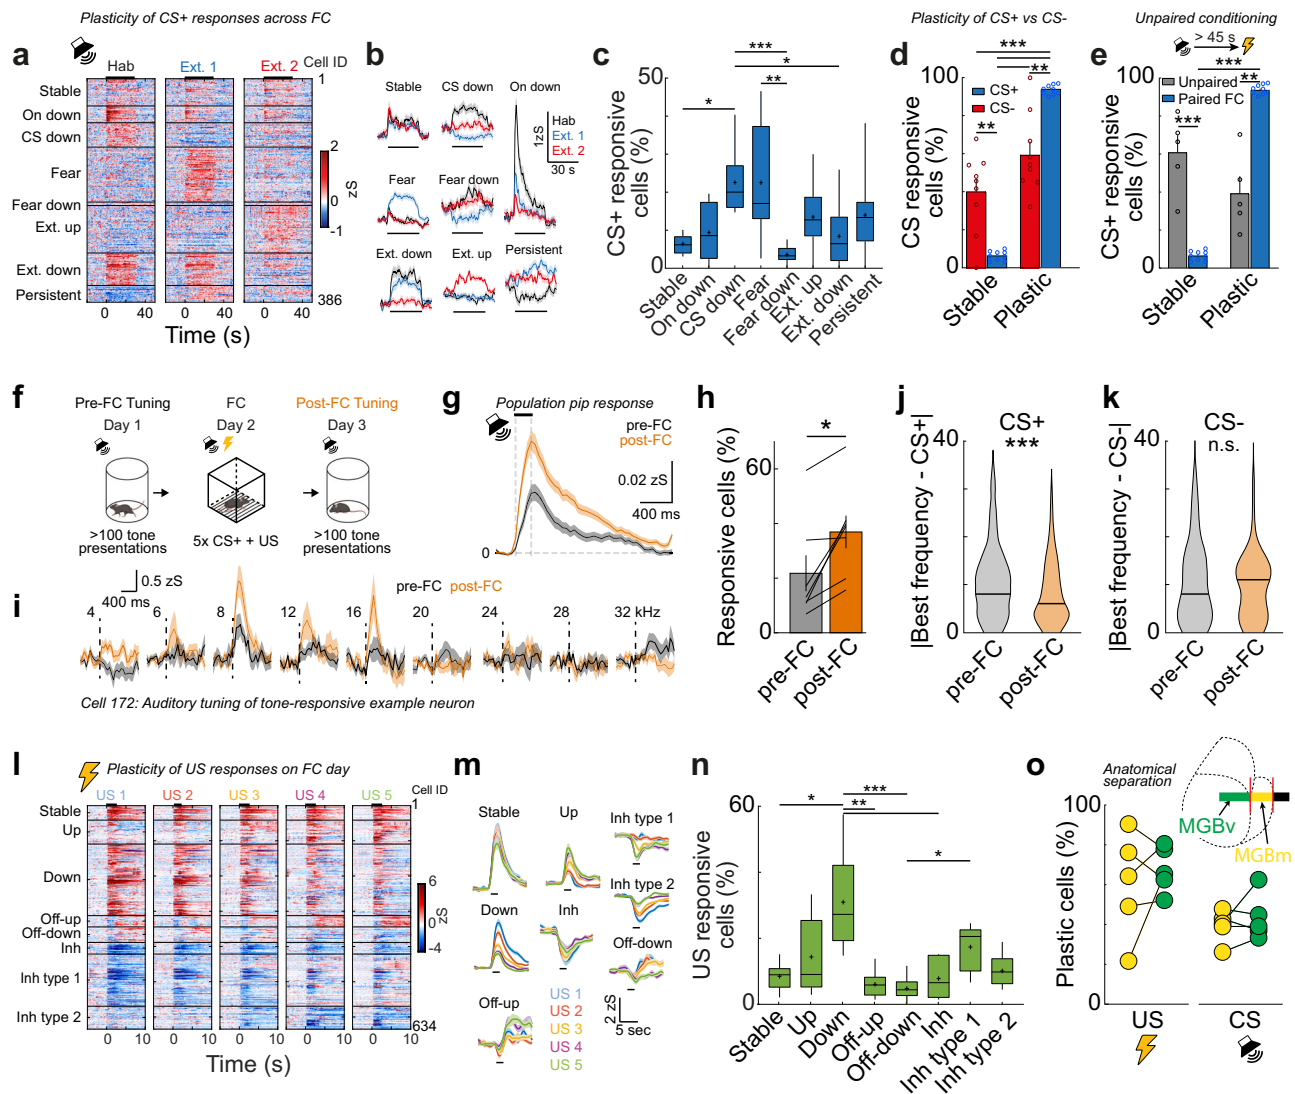 Plasticity of CS+ responses across FC
a
Hab
Ext. 1
Ext. 2
Cell ID
1
Stable
On down
CS down
Fear
Fear down
Ext. up
Ext. down
Persistent
386
2
zS
-1
0 40
0 40
0 40
Time (s)
b
Stable
CS down
On down
Hab
Ext. 1
Ext. 2
1zS
30 s
Fear
Fear down
Ext. down
Ext. up
Persistent
c
CS+ responsive
cells (%)
50
0
***
*
**
*
Stable
On down
CS down
Fear
Fear down
Ext. up
Ext. down
Persistent
Plasticity of CS+ vs CS-
d
CS responsive
cells (%)
100
0
***
**
CS+
CS-
**
Stable
Plastic
Unpaired conditioning
> 45 s
e
CS+ responsive
cells (%)
100
0
***
**
Unpaired
Paired FC
***
Stable
Plastic
f
Pre-FC Tuning
Day 1
FC
Day 2
Post-FC Tuning
Day 3
>100 tone
presentations
5x CS+ + US
>100 tone
presentations
g
Population pip response
pre-FC
post-FC
0.02 zS
400 ms
0
h
Responsive cells (%)
60
0
*
pre-FC
post-FC
i
0.5 zS
400 ms
pre-FC post-FC
4 6 8 12 16 20 24 28 32 kHz
Cell 172: Auditory tuning of tone-responsive example neuron
j
|Best frequency - CS+|
40
0
CS+
***
pre-FC
post-FC
k
|Best frequency - CS-|
40
0
CS-
n.s.
pre-FC
post-FC
l
Plasticity of US responses on FC day
US 1
US 2
US 3
US 4
US 5
Cell ID
1
Stable
Up
Down
Off-up
Off-down
Inh
Inh type 1
Inh type 2
634
6
0
-4
zS
0 10
0 10
0 10
0 10
0 10
Time (s)
m
Stable
Up
Inh type 1
Inh type 2
Down
Inh
Off-down
Off-up
US 1
US 2
US 3
US 4
US 5
2 zS
5 sec
n
US responsive
cells (%)
60
0
*
***
**
*
Stable
Up
Down
Off-up
Off-down
Inh
Inh type 1
Inh type 2
o
Anatomical
separation
MGBv
MGBm
Plastic cells (%)
100
0
US
CS